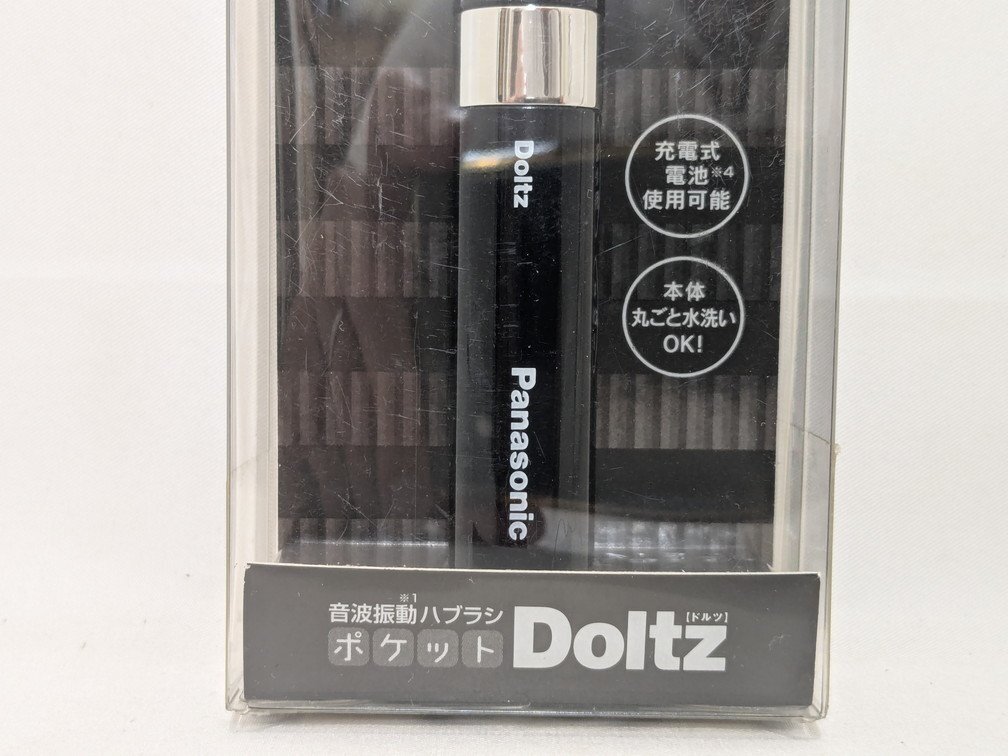 Doltz
Panasonic
充電式
電池※4
使用可能
本体
丸ごと水洗い
OK!
※1
音波振動ハブラシ
ポケット Doltz
【ドルツ】